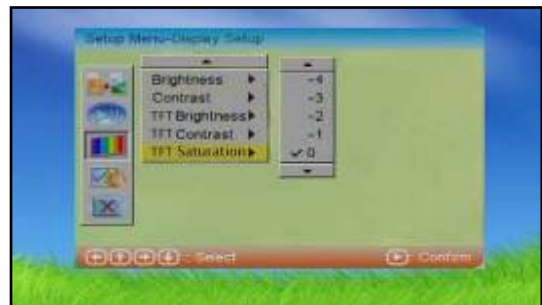 Setup Menu-Display Setup
Brightness
Contrast
TFT Brightness
TFT Contrast
TFT Saturation
-4
-3
-2
-1
0
: Select
: Confirm